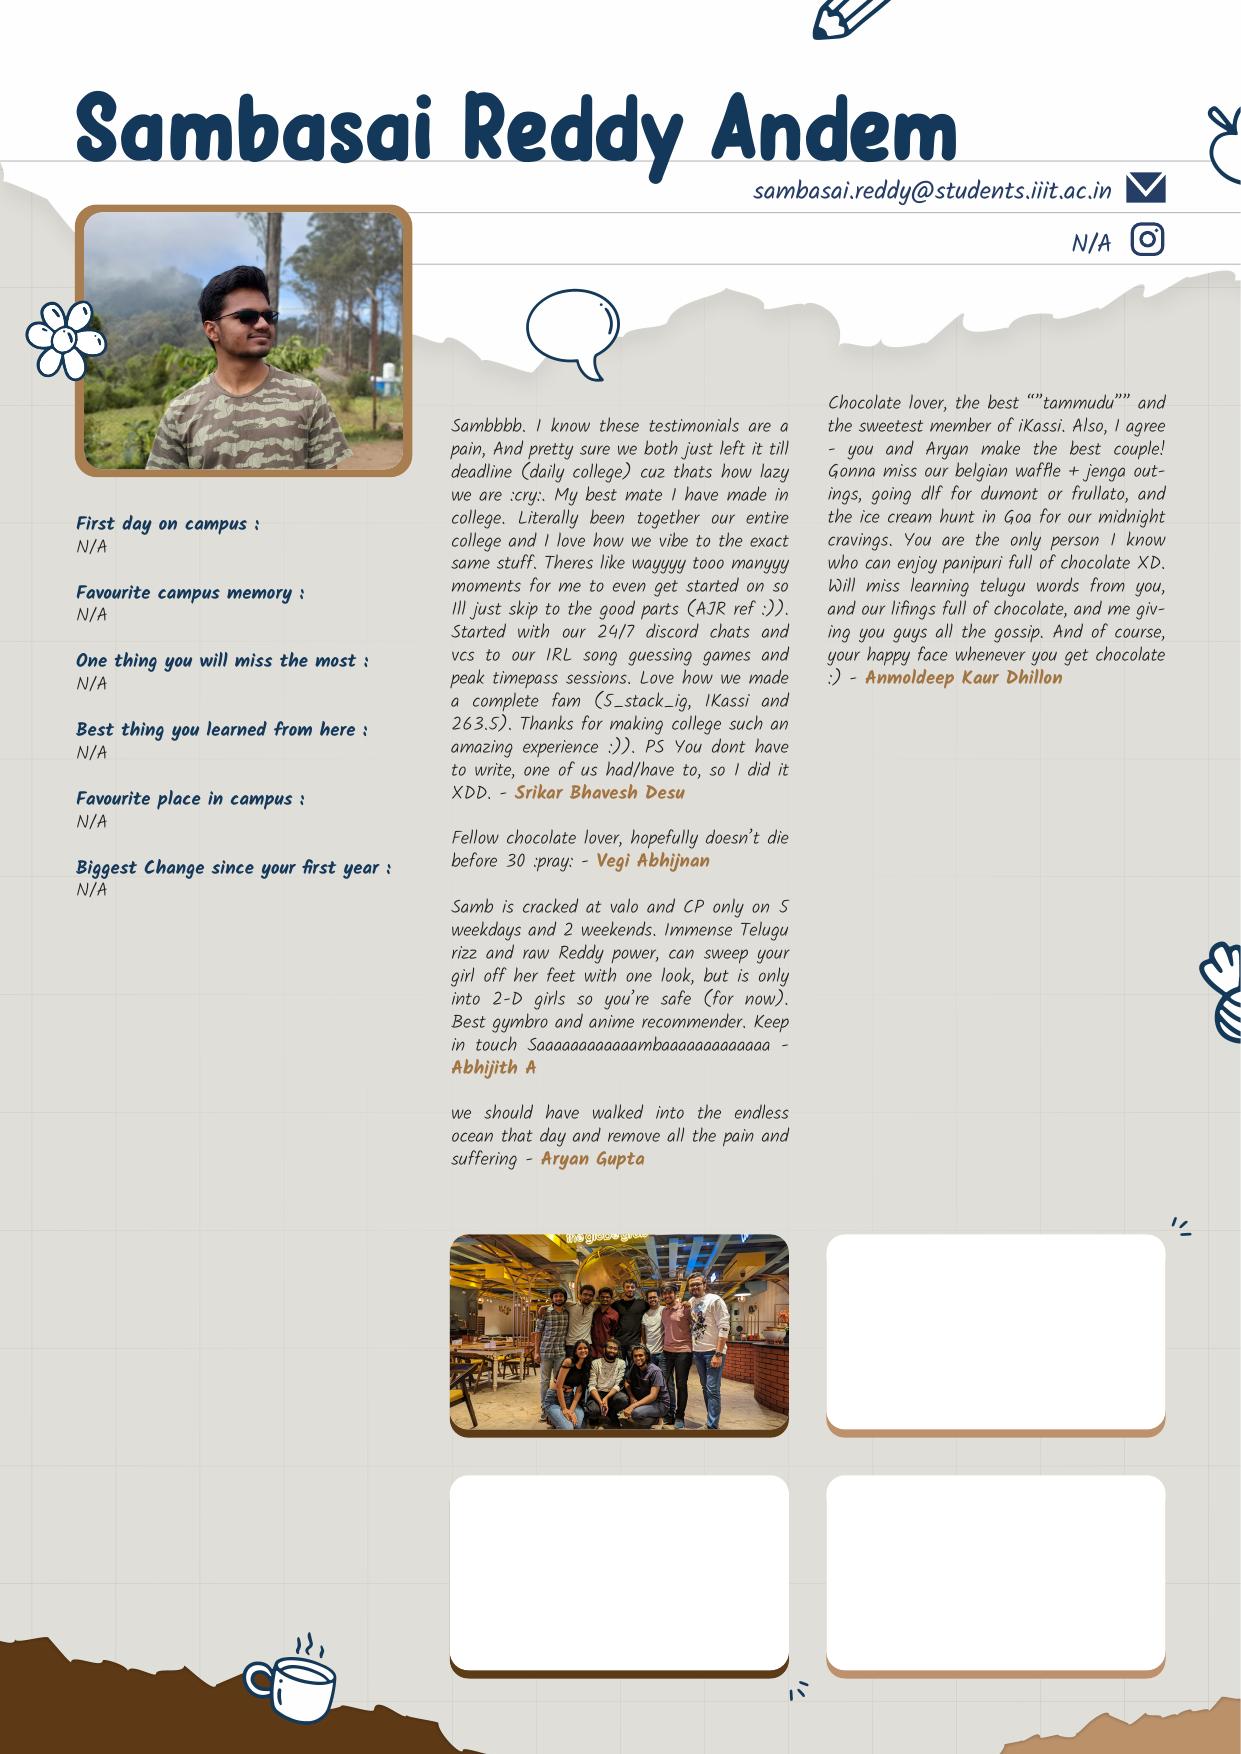 Sambasai Reddy Andem
sambasai.reddy@students.iiit.ac.in
N/A
First day on campus :
N/A
Favourite campus memory :
N/A
One thing you will miss the most :
N/A
Best thing you learned from here :
N/A
Favourite place in campus :
N/A
Biggest Change since your first year :
N/A
Sambbbb. I know these testimonials are a
pain, And pretty sure we both just left it till
deadline (daily college) cuz thats how lazy
we are :cry:. My best mate I have made in
college. Literally been together our entire
college and I love how we vibe to the exact
same stuff. Theres like wayyyy tooo manyyy
moments for me to even get started on so
Ill just skip to the good parts (AJR ref :)).
Started with our 24/7 discord chats and
vcs to our IRL song guessing games and
peak timepass sessions. Love how we made
a complete fam (5_stack_ig, IKassi and
263.5). Thanks for making college such an
amazing experience :)). PS You dont have
to write, one of us had/have to, so I did it
XDD. - Srikar Bhavesh Desu
Fellow chocolate lover, hopefully doesn't die
before 30 :pray: - Vegi Abhijnan
Samb is cracked at valo and CP only on 5
weekdays and 2 weekends. Immense Telugu
rizz and raw Reddy power, can sweep your
girl off her feet with one look, but is only
into 2-D girls so you're safe (for now).
Best gymbro and anime recommender. Keep
in touch Saaaaaaaaaaaambaaaaaaaaaaaaa -
Abhijith A
we should have walked into the endless
ocean that day and remove all the pain and
suffering - Aryan Gupta
Chocolate lover, the best “”tammudu”” and
the sweetest member of iKassi. Also, I agree
- you and Aryan make the best couple!
Gonna miss our belgian waffle + jenga out-
ings, going dlf for dumont or frullato, and
the ice cream hunt in Goa for our midnight
cravings. You are the only person I know
who can enjoy panipuri full of chocolate XD.
Will miss learning telugu words from you,
and our lifings full of chocolate, and me giv-
ing you guys all the gossip. And of course,
your happy face whenever you get chocolate
:) - Anmoldeep Kaur Dhillon